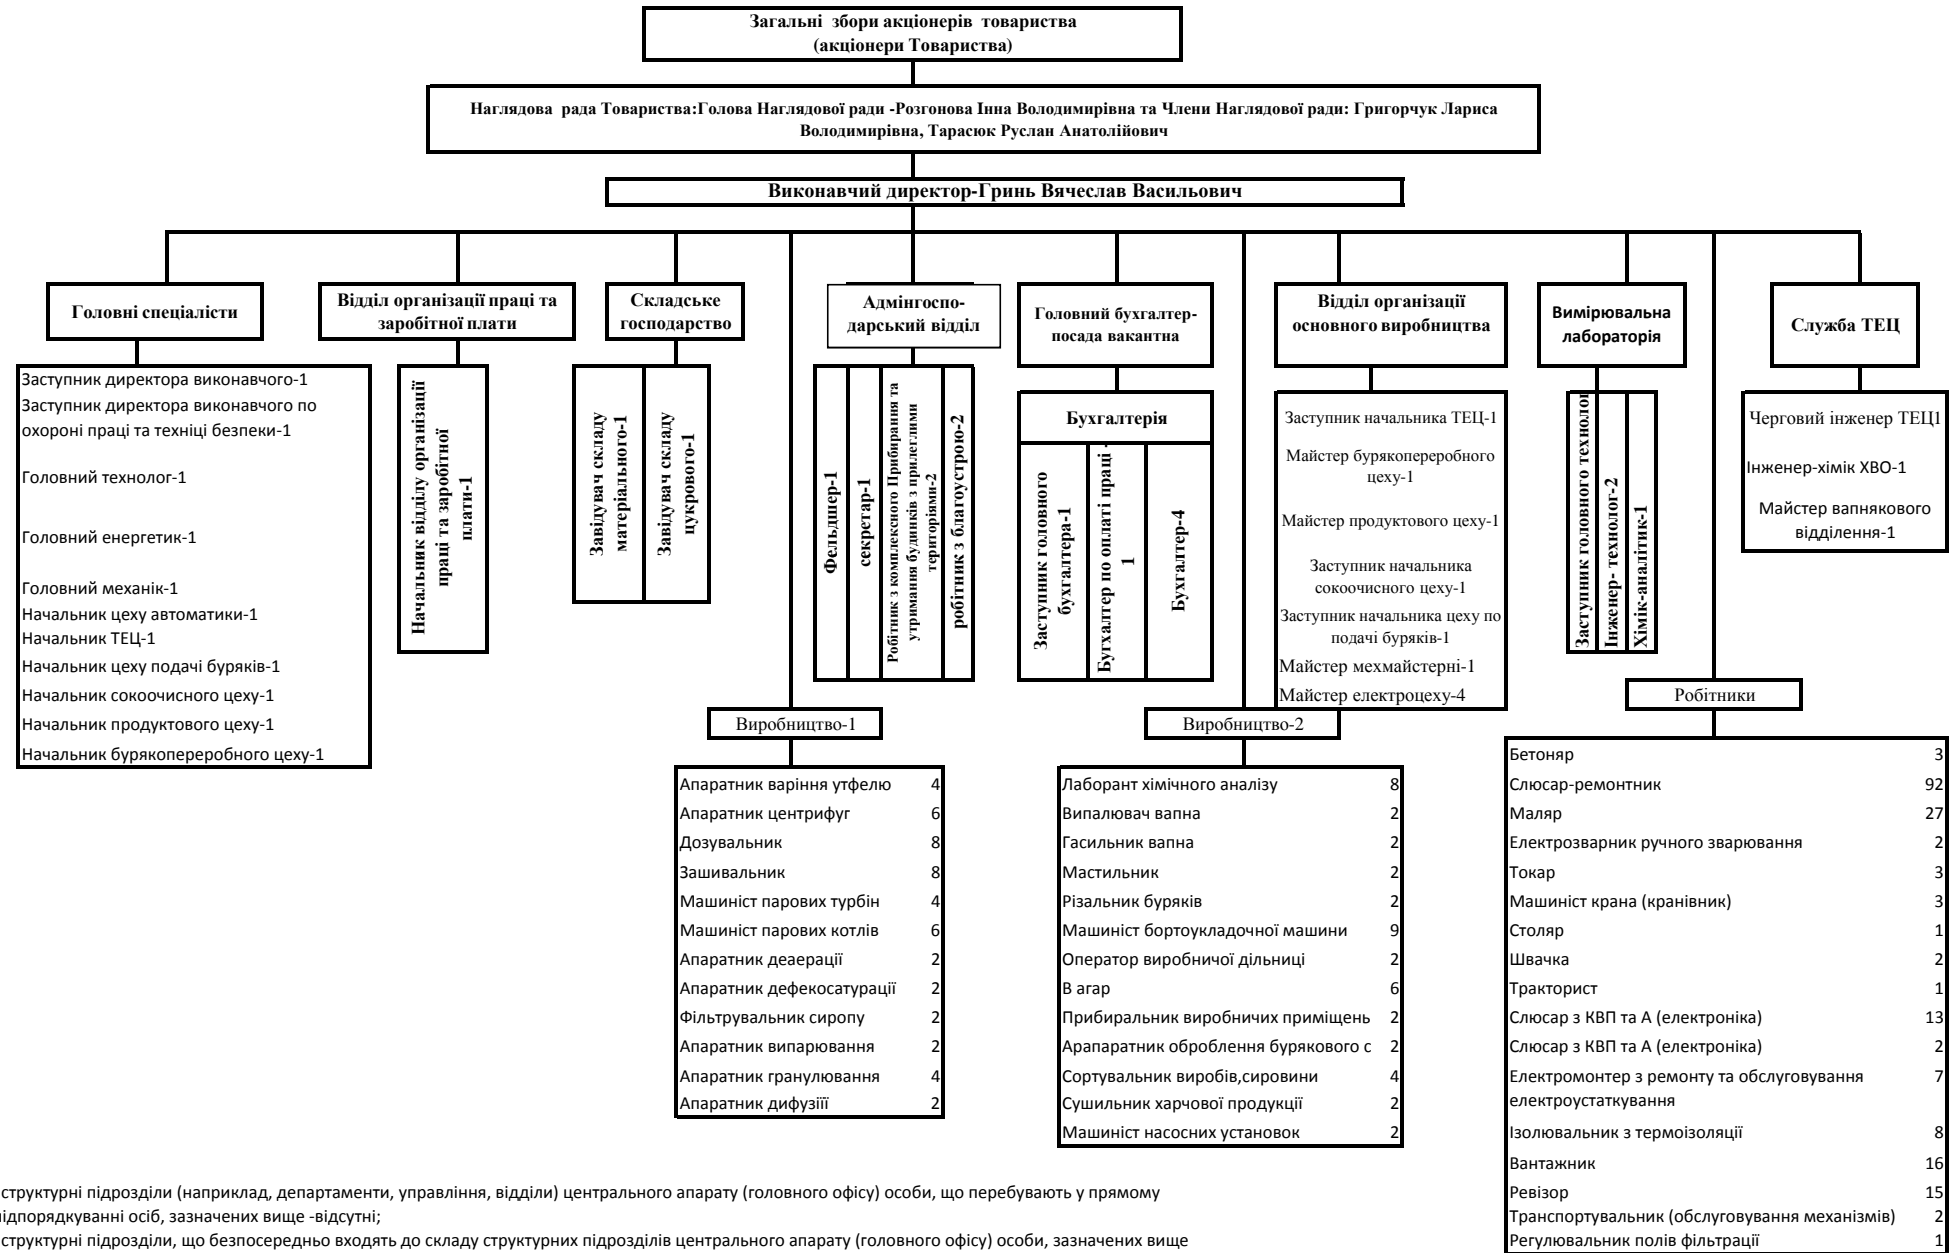 Загальні збори акціонерів товариства
(акціонери Товариства)
Наглядова рада Товариства:Голова Наглядової ради -Розгонова Інна Володимирівна та Члени Наглядової ради: Григорчук Лариса
Володимирівна, Тарасюк Руслан Анатолійович
Виконавчий директор-Гринь Вячеслав Васильович
Головні спеціалісти
Заступник директора виконавчого-1
Заступник директора виконавчого по
охороні праці та техніці безпеки-1
Головний технолог-1
Головний енергетик-1
Головний механік-1
Начальник цеху автоматики-1
Начальник ТЕЦ-1
Начальник цеху подачі буряків-1
Начальник сокоочисного цеху-1
Начальник продуктового цеху-1
Начальник бурякопереробного цеху-1
Відділ організації праці та
заробітної плати
Начальник відділу організації
праці та заробітної
плати-1
Складське
господарство
Завідувач складу
матеріального-1
Завідувач складу
цукрового-1
Адмінгоспо-
дарський відділ
Фельдшер-1
секретар-1
Робітник з комплексного Прибирання та
утримання будинків з прилеглими
територіями-2
робітник з благоустрою-2
Головний бухгалтер-
посада вакантна
Бухгалтерія
Заступник головного
бухгалтера-1
Бугхалтер по оплаті праці -
1
Бухгалтер-4
Відділ організації
основного виробництва
Заступник начальника ТЕЦ-1
Майстер бурякопереробного
цеху-1
Майстер продуктового цеху-1
Заступник начальника
сокоочисного цеху-1
Заступник начальника цеху по
подачі буряків-1
Майстер мехмайстерні-1
Майстер електроцеху-4
Вимірювальна
лабораторія
Заступник головного технолог
Інженер- технолог-2
Хімік-аналітик-1
Служба ТЕЦ
Черговий інженер ТЕЦ1
Інженер-хімік ХВО-1
Майстер вапнякового
відділення-1
Виробництво-1
Апаратник варіння утфелю 4
Апаратник центрифуг 6
Дозувальник 8
Зашивальник 8
Машиніст парових турбін 4
Машиніст парових котлів 6
Апаратник деаерації 2
Апаратник дефекосатурації 2
Фільтрувальник сиропу 2
Апаратник випарювання 2
Апаратник гранулювання 4
Апаратник дифузіїї 2
Виробництво-2
Лаборант хімічного аналізу 8
Випалювач вапна 2
Гасильник вапна 2
Мастильник 2
Різальник буряків 2
Машиніст бортоукладочної машини 9
Оператор виробничої дільниці 2
В агар 6
Прибиральник виробничих приміщень 2
Арапаратник оброблення бурякового с 2
Сортувальник виробів,сировини 4
Сушильник харчової продукції 2
Машиніст насосних установок 2
Робітники
Бетоняр 3
Слюсар-ремонтник 92
Маляр 27
Електрозварник ручного зварювання 2
Токар 3
Машиніст крана (кранівник) 3
Столяр 1
Швачка 2
Тракторист 1
Слюсар з КВП та А (електроніка) 13
Слюсар з КВП та А (електроніка) 2
Електромонтер з ремонту та обслуговування 7
електроустаткування
Ізолювальник з термоізоляції 8
Вантажник 16
Ревізор 15
Транспортувальник (обслуговування механізмів) 2
Регулювальник полів фільтрації 1
структурні підрозділи (наприклад, департаменти, управління, відділи) центрального апарату (головного офісу) особи, що перебувають у прямому
ідпорядкуванні осіб, зазначених вище -відсутні;
структурні підрозділи, що безпосередньо входять до складу структурних підрозділів центрального апарату (головного офісу) особи, зазначених вище